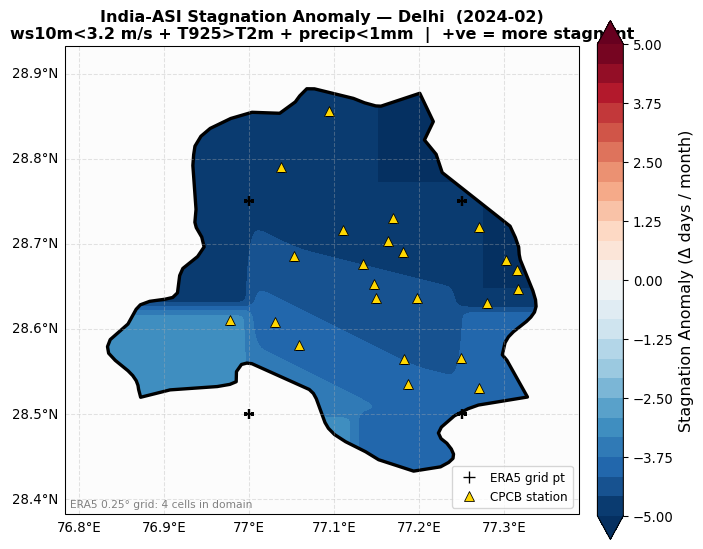 India-ASI Stagnation Anomaly — Delhi  (2024-02)
ws10m<3.2 m/s + T925>T2m + precip<1mm  |  +ve = more stagnant
28.9°N
28.8°N
28.7°N
28.6°N
28.5°N
28.4°N
76.8°E
76.9°E
77°E
77.1°E
77.2°E
77.3°E
ERA5 0.25° grid: 4 cells in domain
ERA5 grid pt
CPCB station
5.00
3.75
2.50
1.25
0.00
−1.25
−2.50
−3.75
−5.00
Stagnation Anomaly (Δ days / month)